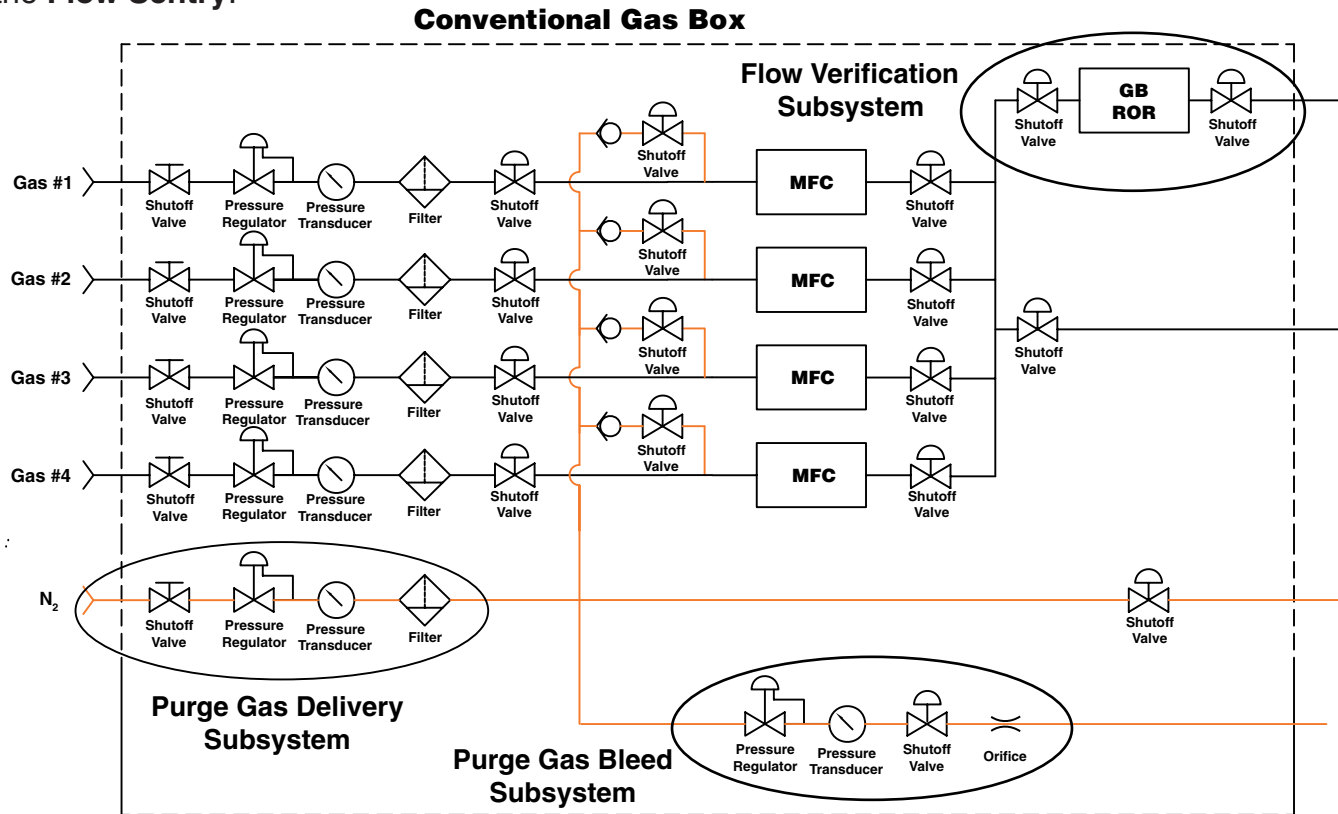 the Flow Sentry.
Conventional Gas Box
Flow Verification
Subsystem
GB
ROR
Shutoff
Valve
Shutoff
Valve
Shutoff
Valve
Gas #1
Shutoff
Valve
Pressure
Regulator
Pressure
Transducer
Filter
Shutoff
Valve
MFC
Shutoff
Valve
Shutoff
Valve
Gas #2
Shutoff
Valve
Pressure
Regulator
Pressure
Transducer
Filter
Shutoff
Valve
MFC
Shutoff
Valve
Shutoff
Valve
Shutoff
Valve
Gas #3
Shutoff
Valve
Pressure
Regulator
Pressure
Transducer
Filter
Shutoff
Valve
MFC
Shutoff
Valve
Shutoff
Valve
Gas #4
Shutoff
Valve
Pressure
Regulator
Pressure
Transducer
Filter
Shutoff
Valve
MFC
Shutoff
Valve
:
N2
Shutoff
Valve
Pressure
Regulator
Pressure
Transducer
Filter
Shutoff
Valve
Purge Gas Delivery
Subsystem
Purge Gas Bleed
Subsystem
Pressure
Regulator
Pressure
Transducer
Shutoff
Valve
Orifice